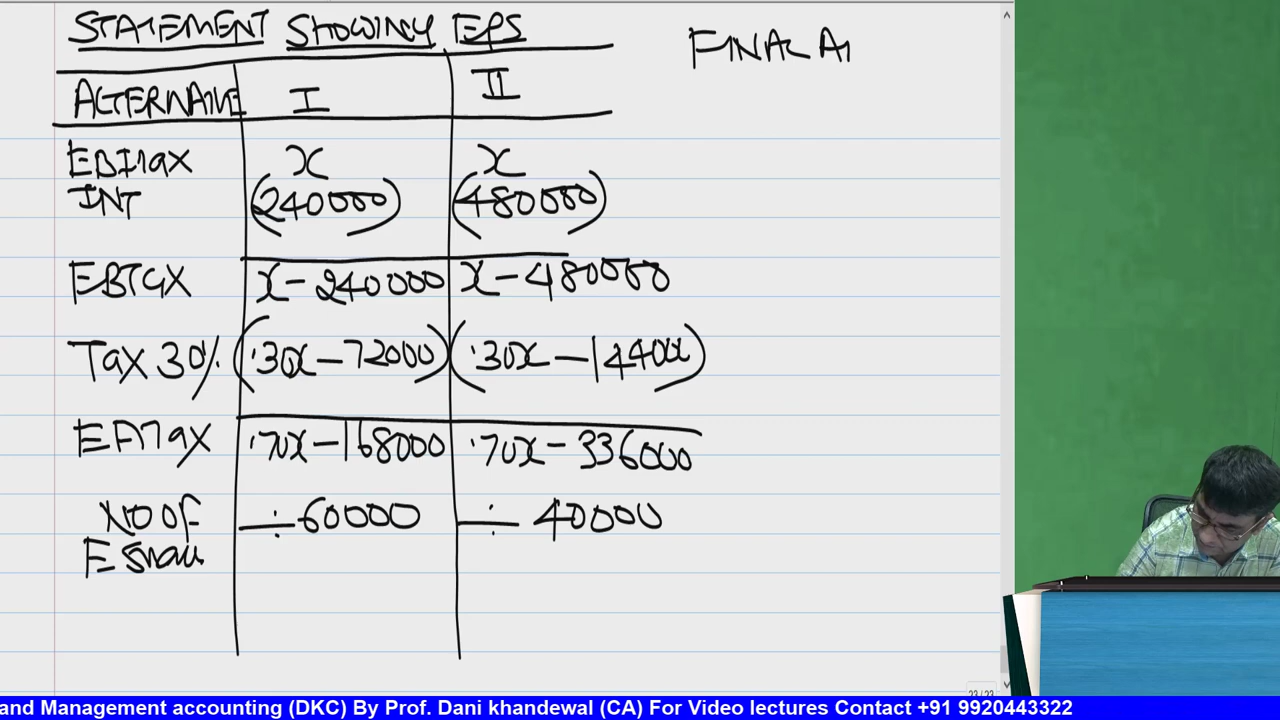 STATEMENT SHOWING EPS
FINAL A
ALTERNATIVE I II
EBITax x x
INT (240000) (480000)
EBTax x-240000 x-480000
Tax 30% (.30x-72000) (.30x-144000)
EATax .70x-168000 .70x-336000
NO OF ÷60000 ÷ 40000
E Share
23/23
and Management accounting (DKC) By Prof. Dani khandewal (CA) For Video lectures Contact +91 9920443322